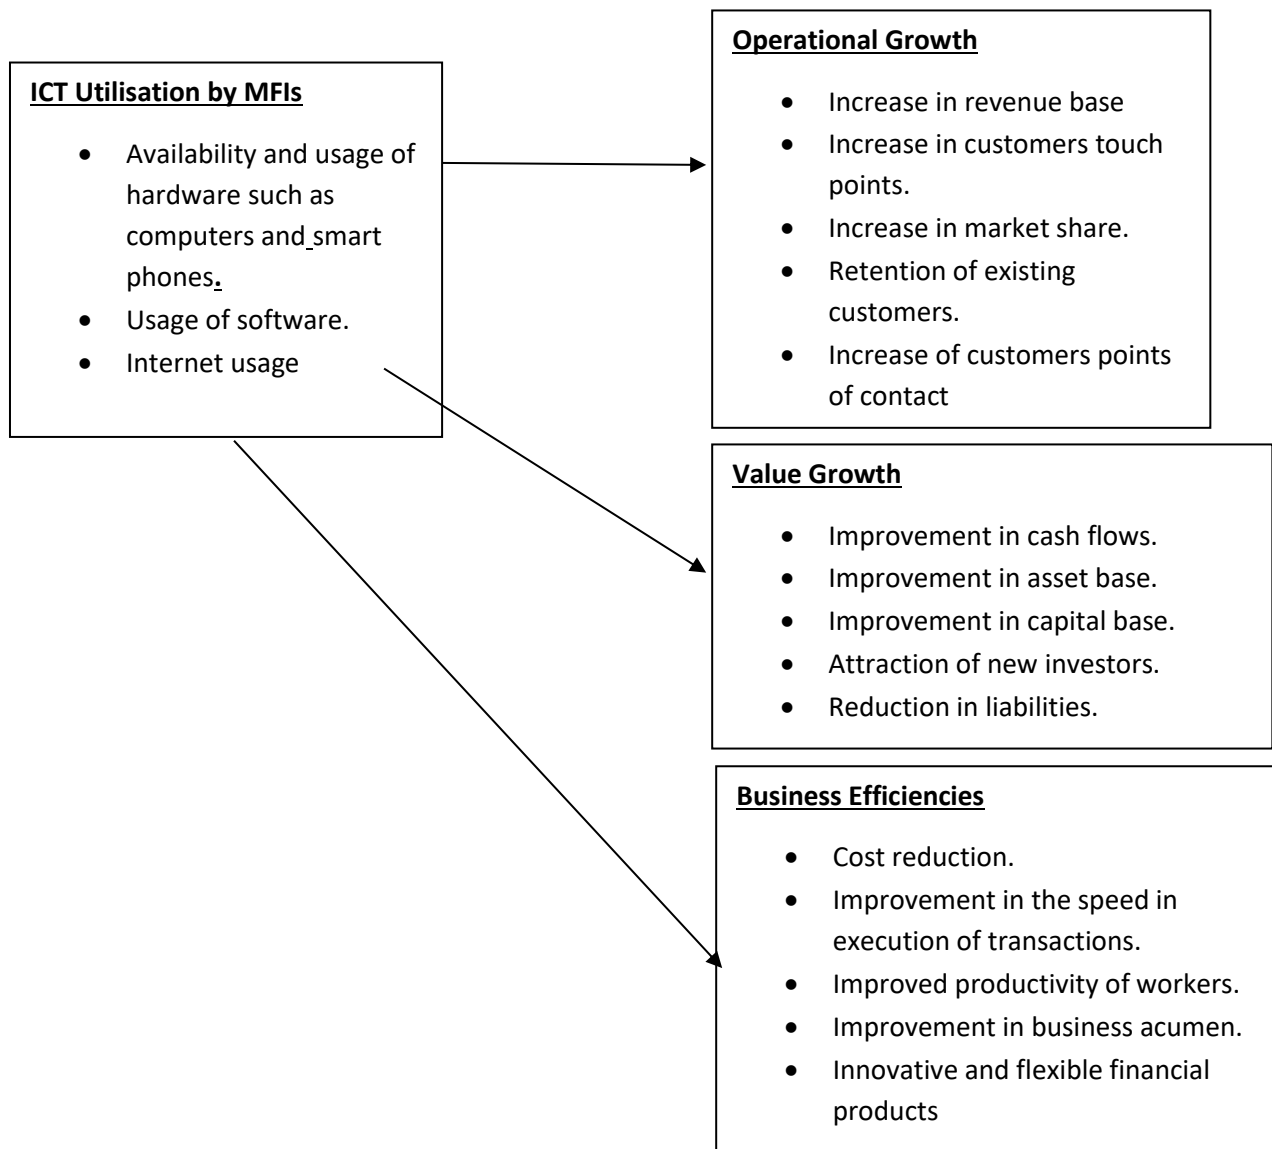 ICT Utilisation by MFIs
• Availability and usage of
hardware such as
computers and smart
phones.
• Usage of software.
• Internet usage
Operational Growth
• Increase in revenue base
• Increase in customers touch
points.
• Increase in market share.
• Retention of existing
customers.
• Increase of customers points
of contact
Value Growth
• Improvement in cash flows.
• Improvement in asset base.
• Improvement in capital base.
• Attraction of new investors.
• Reduction in liabilities.
Business Efficiencies
• Cost reduction.
• Improvement in the speed in
execution of transactions.
• Improved productivity of workers.
• Improvement in business acumen.
• Innovative and flexible financial
products